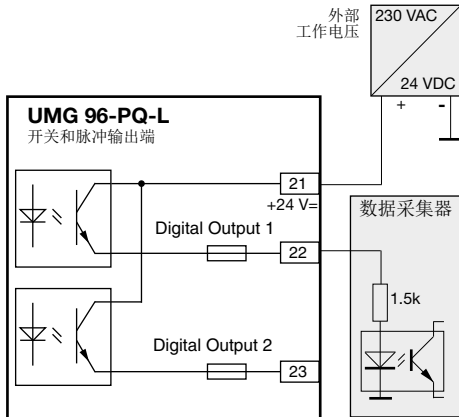 外部
工作电压
230 VAC
24 VDC
+ -
UMG 96-PQ-L
开关和脉冲输出端
21
+24 V=
数据采集器
Digital Output 1
22
1.5k
Digital Output 2
23